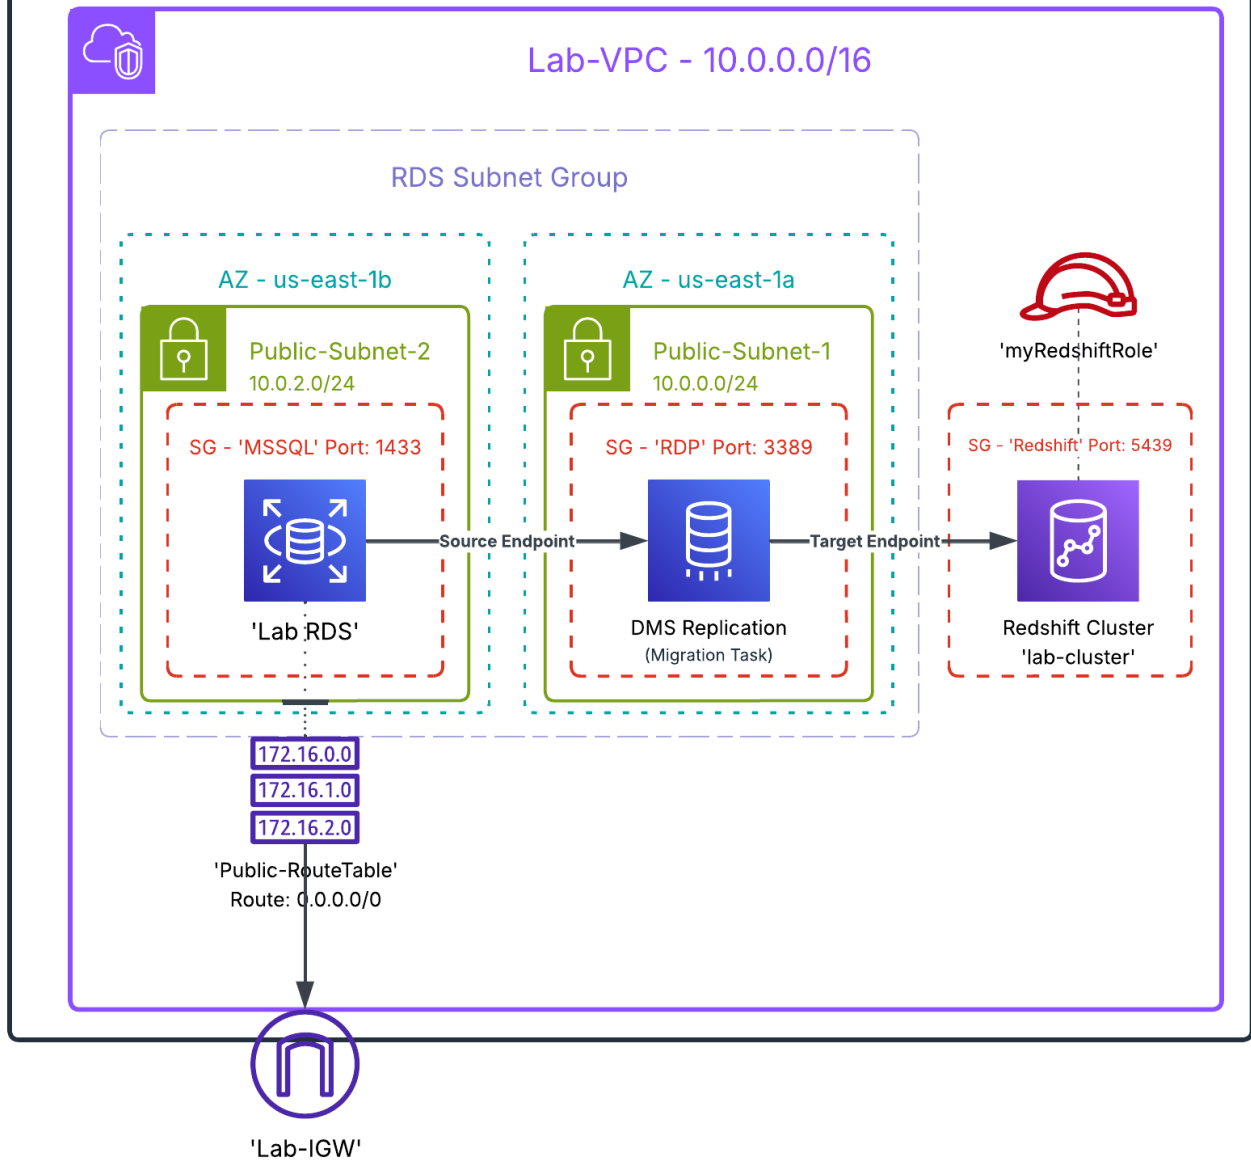 Lab-VPC - 10.0.0.0/16
RDS Subnet Group
AZ - us-east-1b
Public-Subnet-2
10.0.2.0/24
SG - 'MSSQL' Port: 1433
'Lab RDS'
Source Endpoint
AZ - us-east-1a
Public-Subnet-1
10.0.0.0/24
SG - 'RDP' Port: 3389
DMS Replication
(Migration Task)
Target Endpoint
'myRedshiftRole'
SG - 'Redshift' Port: 5439
Redshift Cluster
'lab-cluster'
172.16.0.0
172.16.1.0
172.16.2.0
'Public-RouteTable'
Route: 0.0.0.0/0
'Lab-IGW'